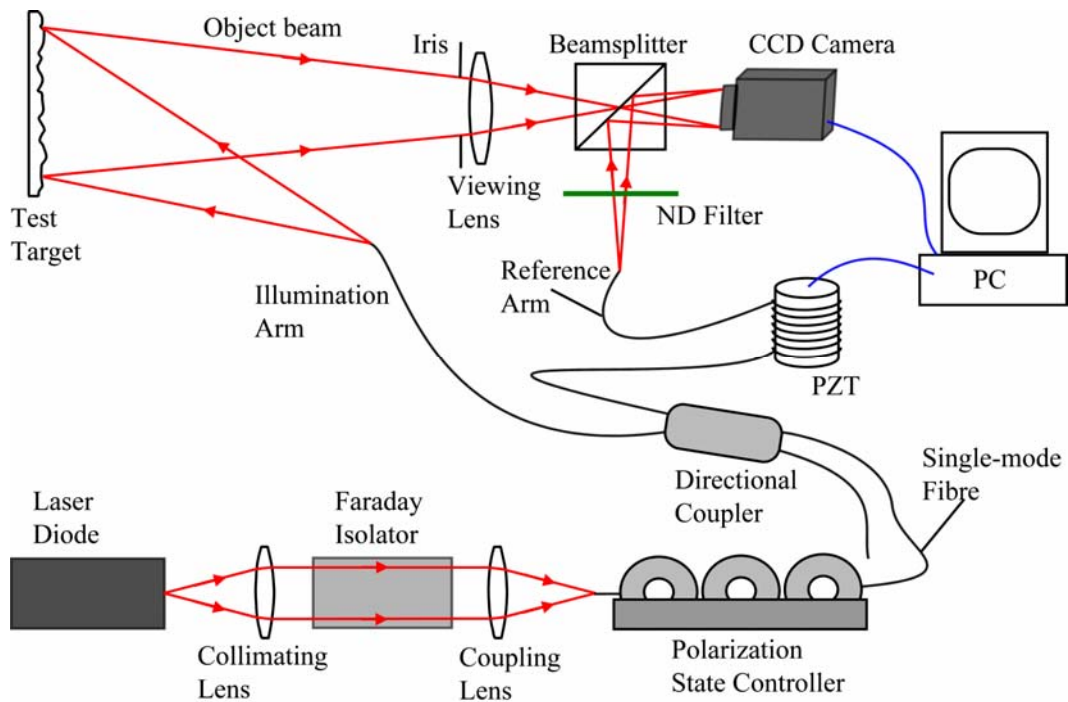 Object beam
Iris
Beamsplitter
CCD Camera
Test
Target
Viewing
Lens
ND Filter
PC
Reference
Arm
Illumination
Arm
PZT
Directional
Coupler
Single-mode
Fibre
Laser
Diode
Faraday
Isolator
Collimating
Lens
Coupling
Lens
Polarization
State Controller